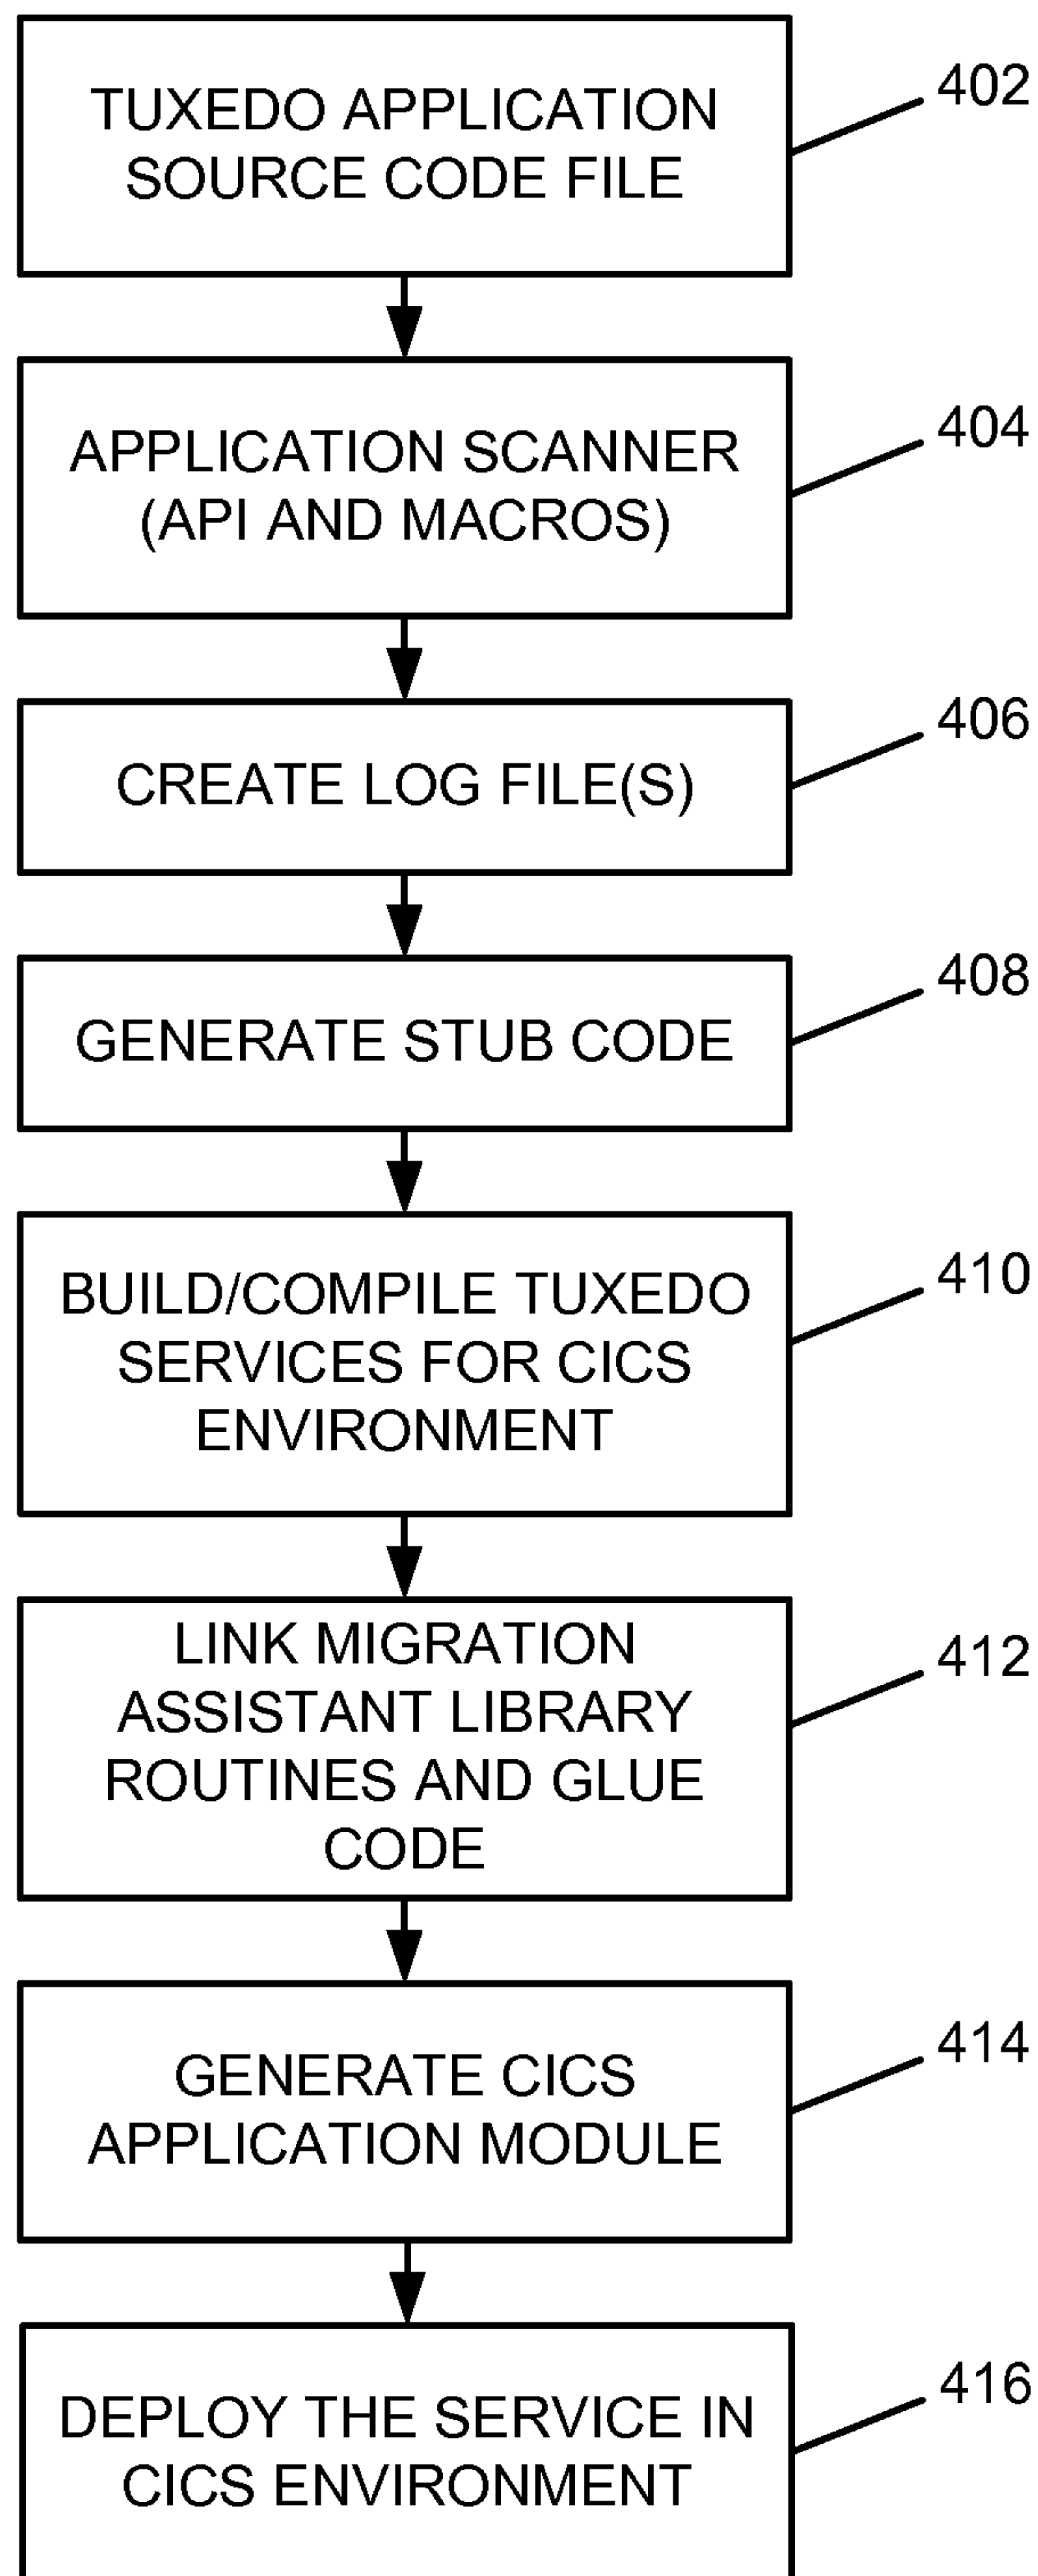 TUXEDO APPLICATION
SOURCE CODE FILE
402
APPLICATION SCANNER
(API AND MACROS)
404
CREATE LOG FILE(S)
406
GENERATE STUB CODE
408
BUILD/COMPILE TUXEDO
SERVICES FOR CICS
ENVIRONMENT
410
LINK MIGRATION
ASSISTANT LIBRARY
ROUTINES AND GLUE
CODE
412
GENERATE CICS
APPLICATION MODULE
414
DEPLOY THE SERVICE IN
CICS ENVIRONMENT
416